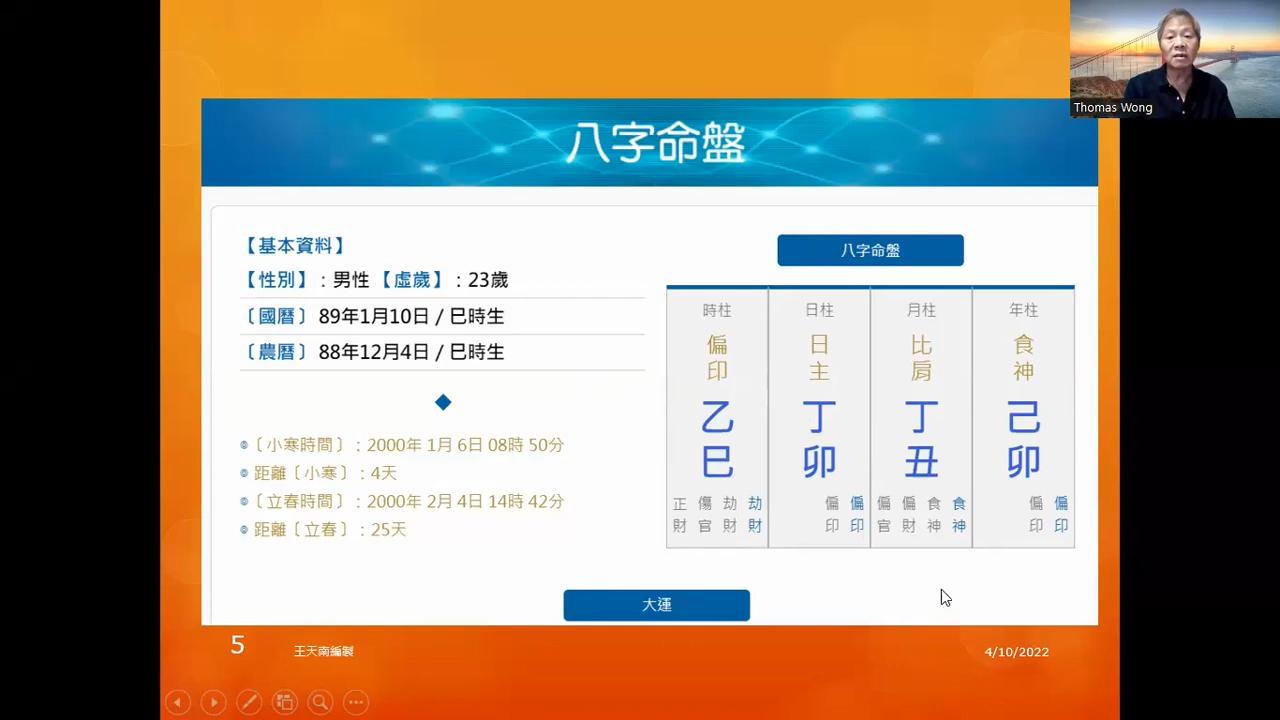 Thomas Wong
八字命盤
【基本資料】
【性別】：男性【虛歲】：23歲
〔國曆〕89年1月10日 / 巳時生
〔農曆〕88年12月4日 / 巳時生
〔小寒時間〕：2000年 1月 6日 08時 50分
距離〔小寒〕：4天
〔立春時間〕：2000年 2月 4日 14時 42分
距離〔立春〕：25天
八字命盤
時柱 日柱 月柱 年柱
偏印 日主 比肩 食神
乙 丁 丁 己
巳 卯 丑 卯
正財 傷官 劫財 劫財 偏印 偏印 偏官 偏財 食神 食神 偏印 偏印
大運
5
王天南編製
4/10/2022